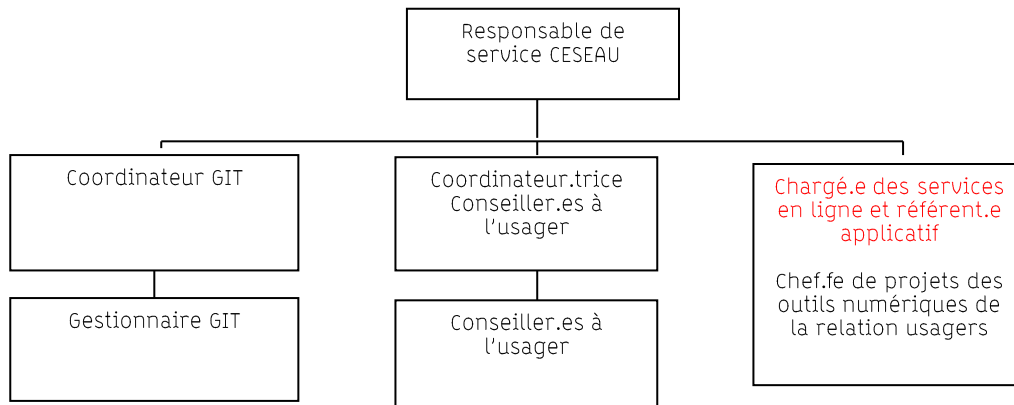 Responsable de
service CESEAU
Coordinateur GIT
Coordinateur.trice
Conseiller.es à
l'usager
Chargé.e des services
en ligne et référent.e
applicatif
Chef.fe de projets des
outils numériques de
la relation usagers
Gestionnaire GIT
Conseiller.es à
l'usager